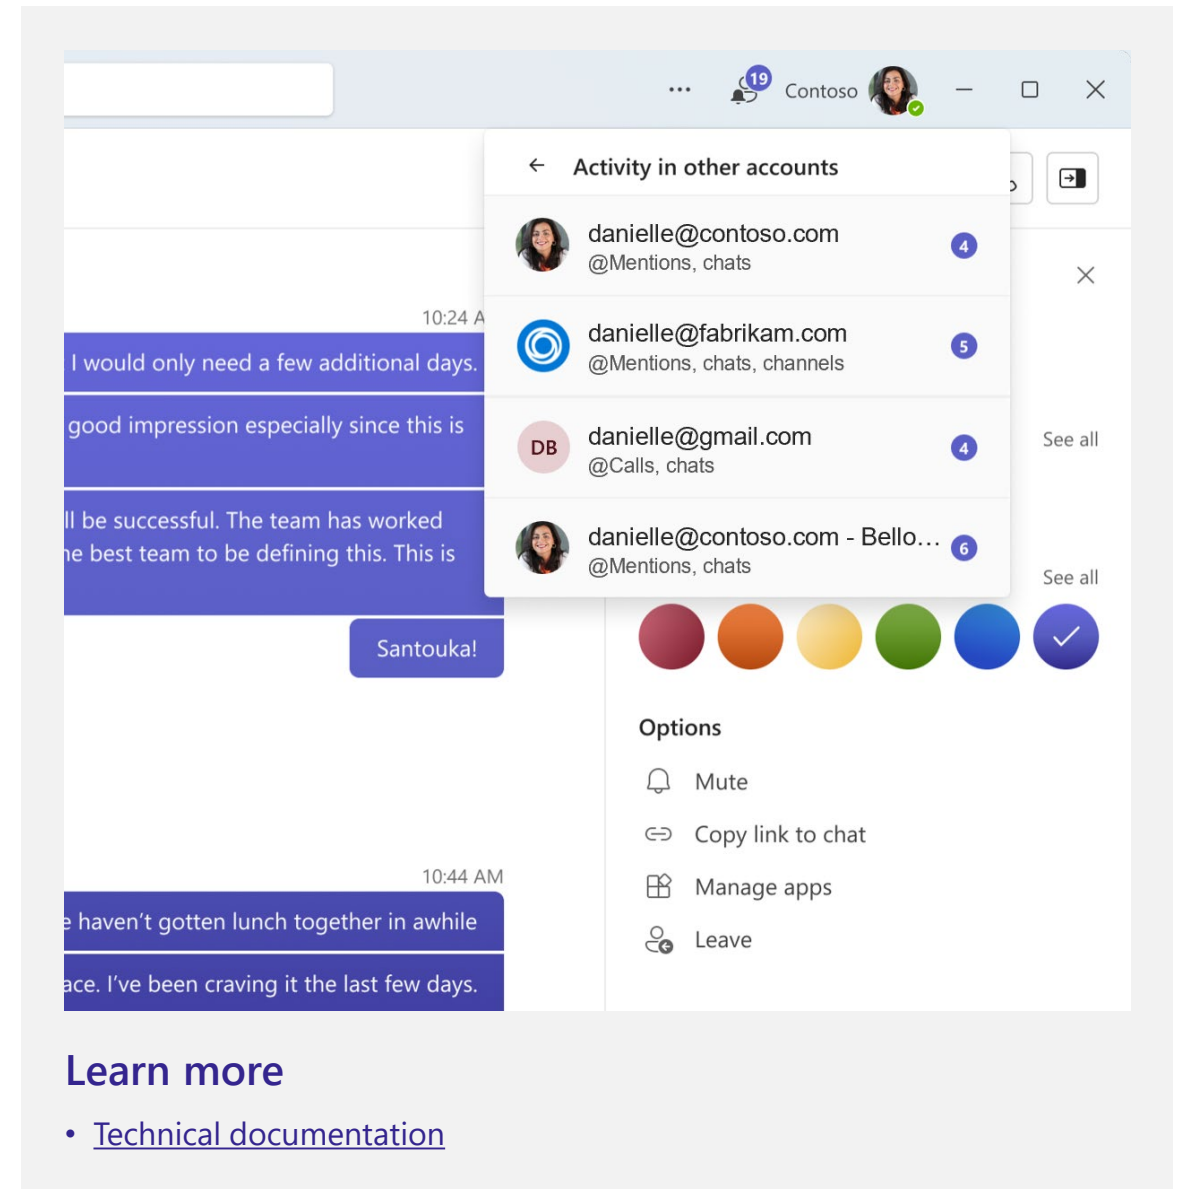 19
Contoso
Activity in other accounts
danielle@contoso.com
@Mentions, chats
4
danielle@fabrikam.com
@Mentions, chats, channels
5
DB
danielle@gmail.com
@Calls, chats
4
danielle@contoso.com - Bello...
@Mentions, chats
6
10:24 A
I would only need a few additional days.
good impression especially since this is
ll be successful. The team has worked
ne best team to be defining this. This is
Santouka!
10:44 AM
e haven't gotten lunch together in awhile
ace. I've been craving it the last few days.
See all
See all
Options
Mute
Copy link to chat
Manage apps
Leave
Learn more
• Technical documentation